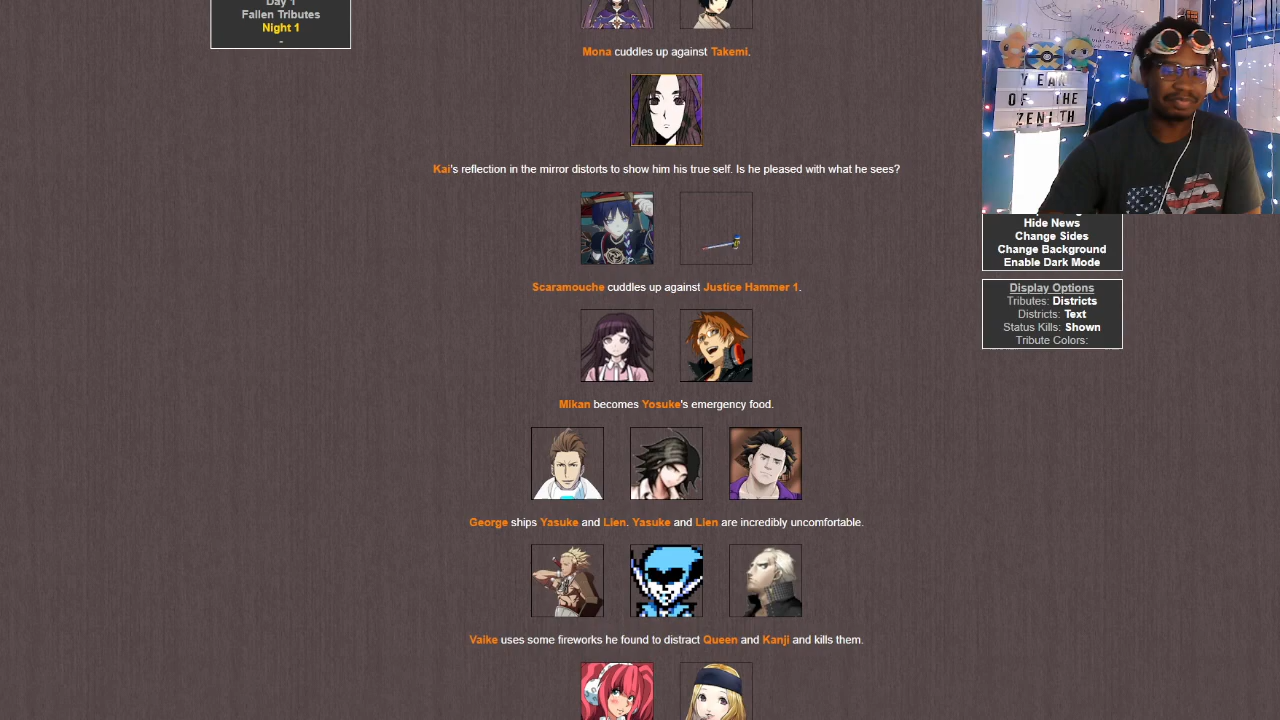 Day 1
Fallen Tributes
Night 1
-
Mona cuddles up against Takemi.
YEAR
OF THE
ZENITH
Kai's reflection in the mirror distorts to show him his true self. Is he pleased with what he sees?
Hide News
Change Sides
Change Background
Enable Dark Mode
Scaramouche cuddles up against Justice Hammer 1.
Display Options
Tributes: Districts
Districts: Text
Status Kills: Shown
Tribute Colors:
Mikan becomes Yosuke's emergency food.
George ships Yasuke and Lien. Yasuke and Lien are incredibly uncomfortable.
Vaike uses some fireworks he found to distract Queen and Kanji and kills them.